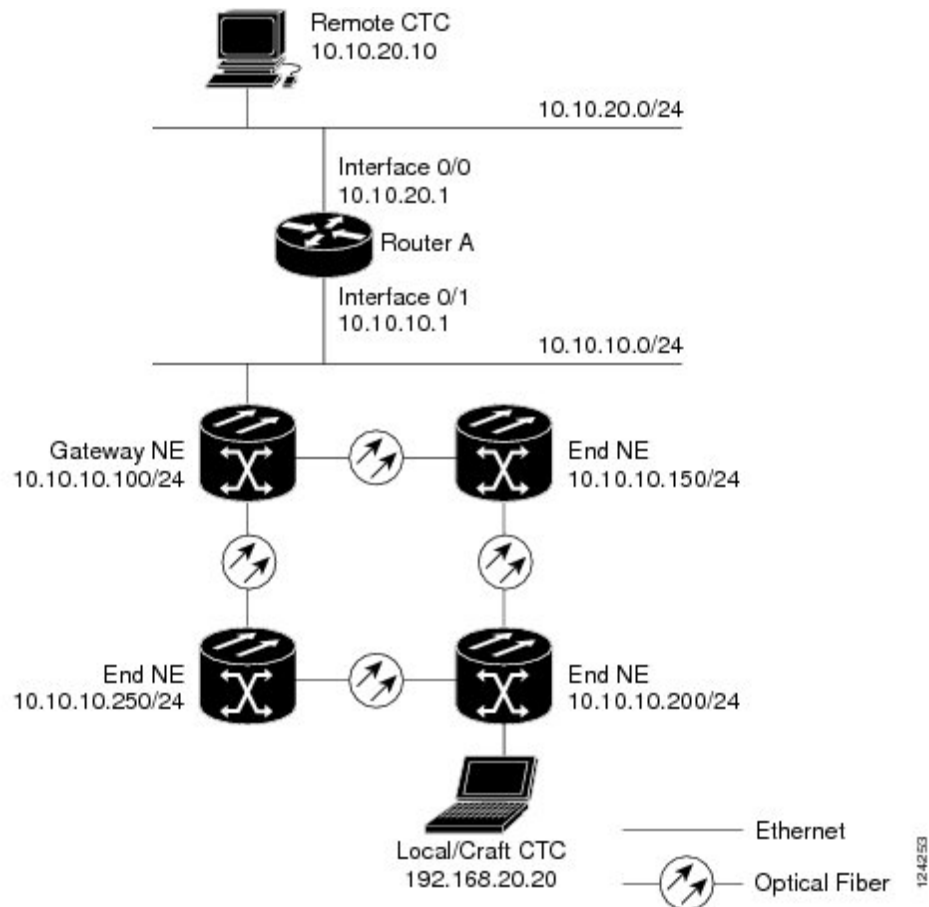 Remote CTC
10.10.20.10
10.10.20.0/24
Interface 0/0
10.10.20.1
Router A
Interface 0/1
10.10.10.1
10.10.10.0/24
Gateway NE
10.10.10.100/24
End NE
10.10.10.150/24
End NE
10.10.10.250/24
End NE
10.10.10.200/24
Local/Craft CTC
192.168.20.20
Ethernet
Optical Fiber
124253